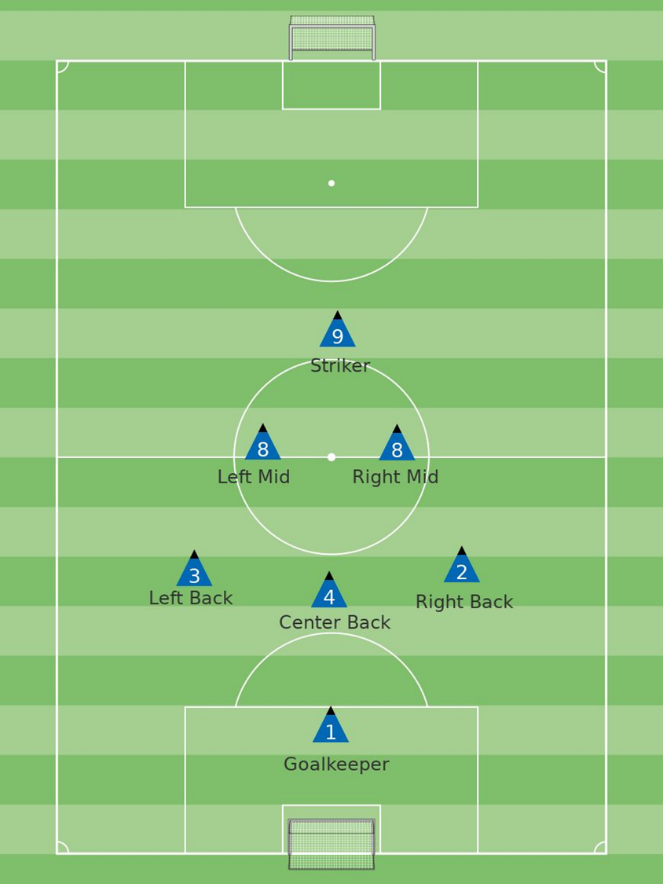 9
Striker
8
8
Left Mid
Right Mid
3
2
4
Left Back
Right Back
Center Back
1
Goalkeeper